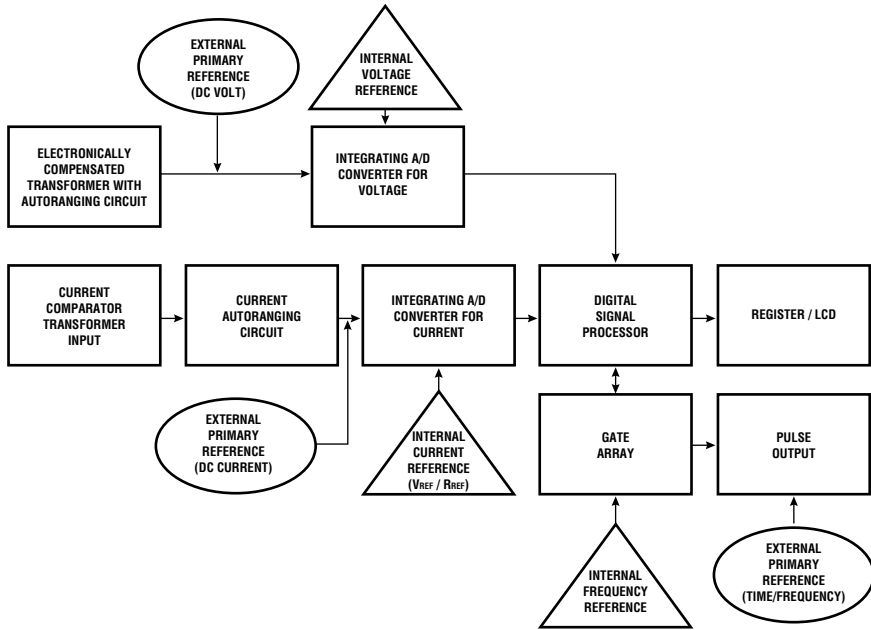 EXTERNAL
PRIMARY
REFERENCE
(DC VOLT)
INTERNAL
VOLTAGE
REFERENCE
ELECTRONICALLY
COMPENSATED
TRANSFORMER WITH
AUTORANGING CIRCUIT
INTEGRATING A/D
CONVERTER FOR
VOLTAGE
CURRENT
COMPARATOR
TRANSFORMER
INPUT
CURRENT
AUTORANGING
CIRCUIT
INTEGRATING A/D
CONVERTER FOR
CURRENT
DIGITAL
SIGNAL
PROCESSOR
REGISTER / LCD
EXTERNAL
PRIMARY
REFERENCE
(DC CURRENT)
INTERNAL
CURRENT
REFERENCE
(VREF / RREF)
GATE
ARRAY
PULSE
OUTPUT
INTERNAL
FREQUENCY
REFERENCE
EXTERNAL
PRIMARY
REFERENCE
(TIME/FREQUENCY)